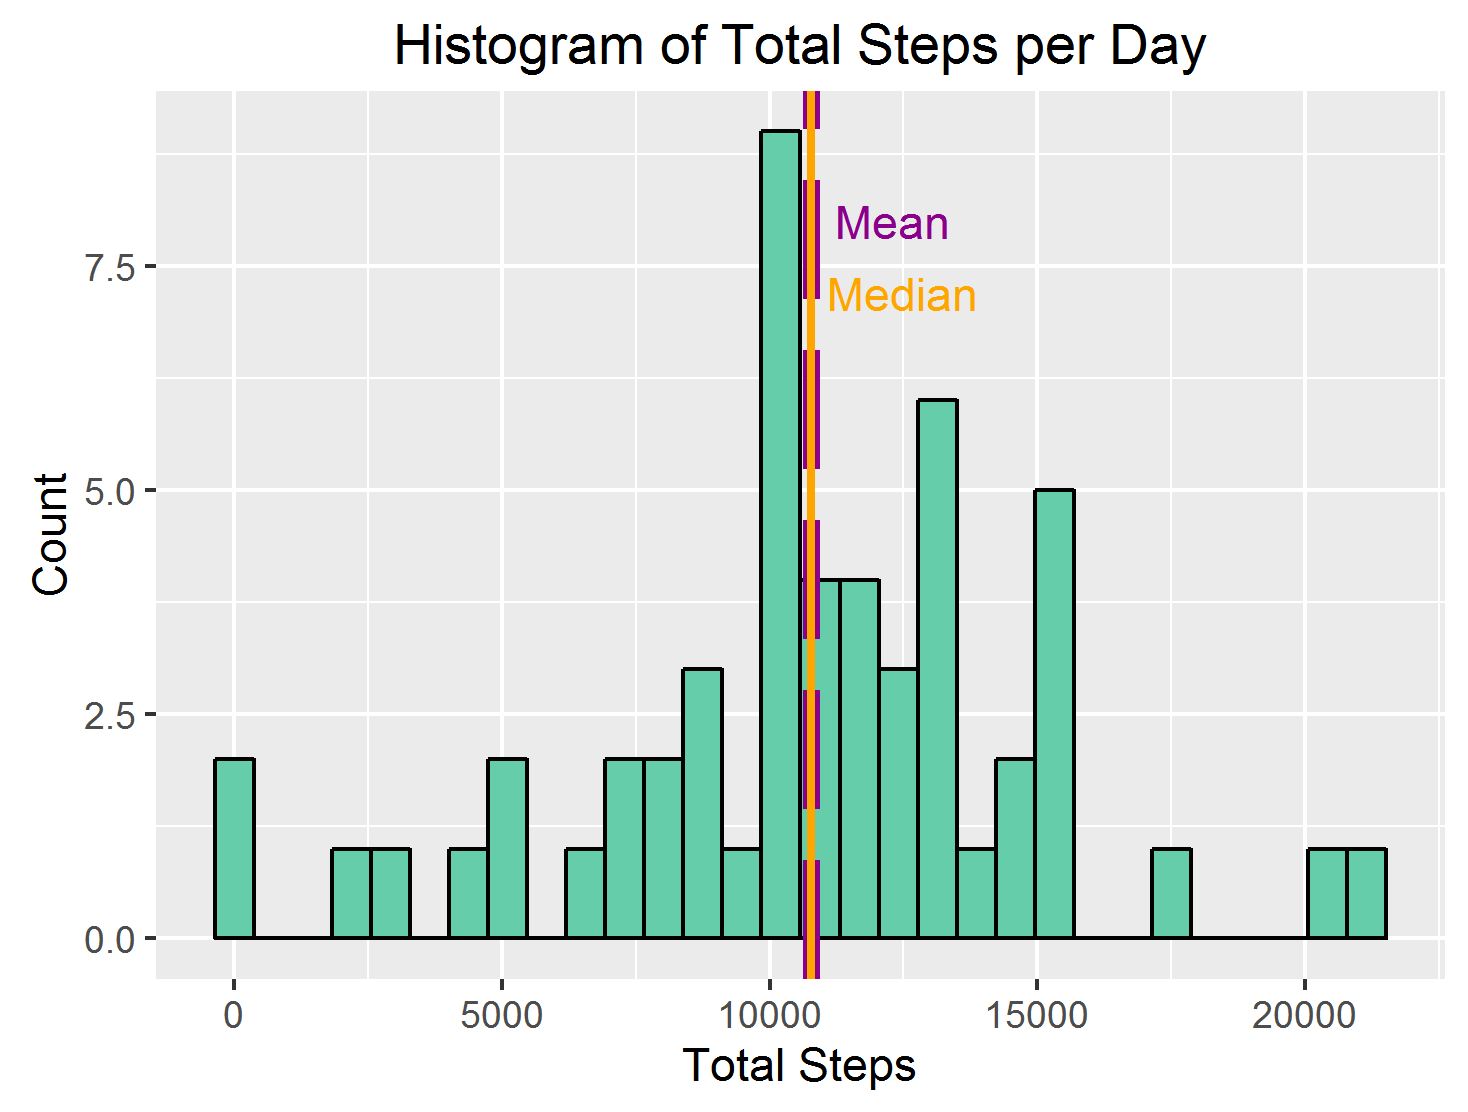 Histogram of Total Steps per Day
Mean
Median
Count
7.5
5.0
2.5
0.0
0 5000 10000 15000 20000
Total Steps